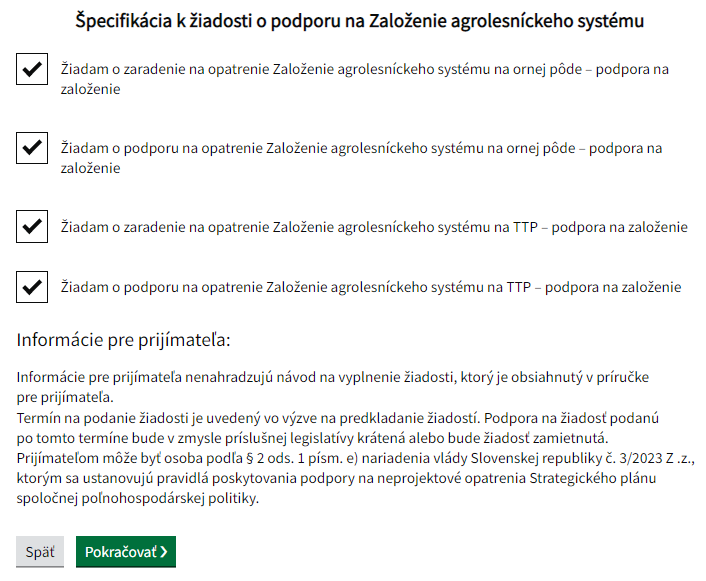 Špecifikácia k žiadosti o podporu na Založenie agrolesníckeho systému
Žiadam o zaradenie na opatrenie Založenie agrolesníckeho systému na ornej pôde – podpora na
založenie
Žiadam o podporu na opatrenie Založenie agrolesníckeho systému na ornej pôde – podpora na
založenie
Žiadam o zaradenie na opatrenie Založenie agrolesníckeho systému na TTP – podpora na založenie
Žiadam o podporu na opatrenie Založenie agrolesníckeho systému na TTP – podpora na založenie
Informácie pre prijímateľa:
Informácie pre prijímateľa nenahradzujú návod na vyplnenie žiadosti, ktorý je obsiahnutý v príručke
pre prijímateľa.
Termín na podanie žiadosti je uvedený vo výzve na predkladanie žiadostí. Podpora na žiadosť podanú
po tomto termíne bude v zmysle príslušnej legislatívy krátená alebo bude žiadosť zamietnutá.
Prijímateľom môže byť osoba podľa § 2 ods. 1 písm. e) nariadenia vlády Slovenskej republiky č. 3/2023 Z .z.,
ktorým sa ustanovujú pravidlá poskytovania podpory na neprojektové opatrenia Strategického plánu
spoločnej poľnohospodárskej politiky.
Späť Pokračovať